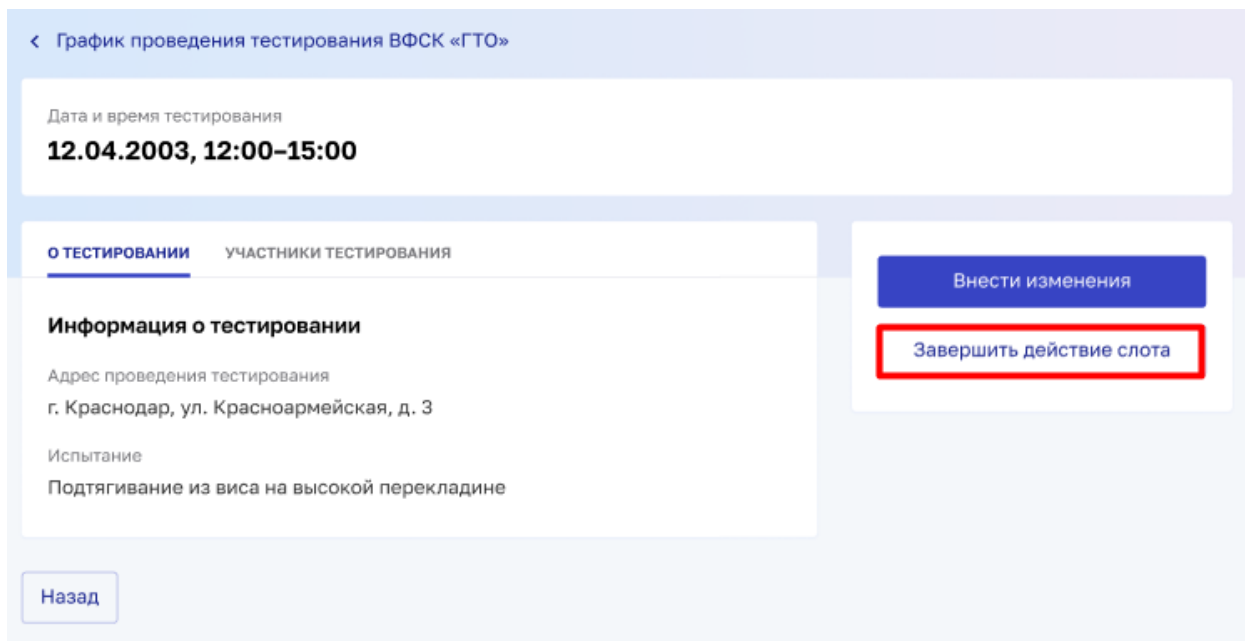 График проведения тестирования ВФСК «ГТО»
Дата и время тестирования
12.04.2003, 12:00–15:00
О ТЕСТИРОВАНИИ УЧАСТНИКИ ТЕСТИРОВАНИЯ
Информация о тестировании
Адрес проведения тестирования
г. Краснодар, ул. Красноармейская, д. 3
Испытание
Подтягивание из виса на высокой перекладине
Внести изменения
Завершить действие слота
Назад